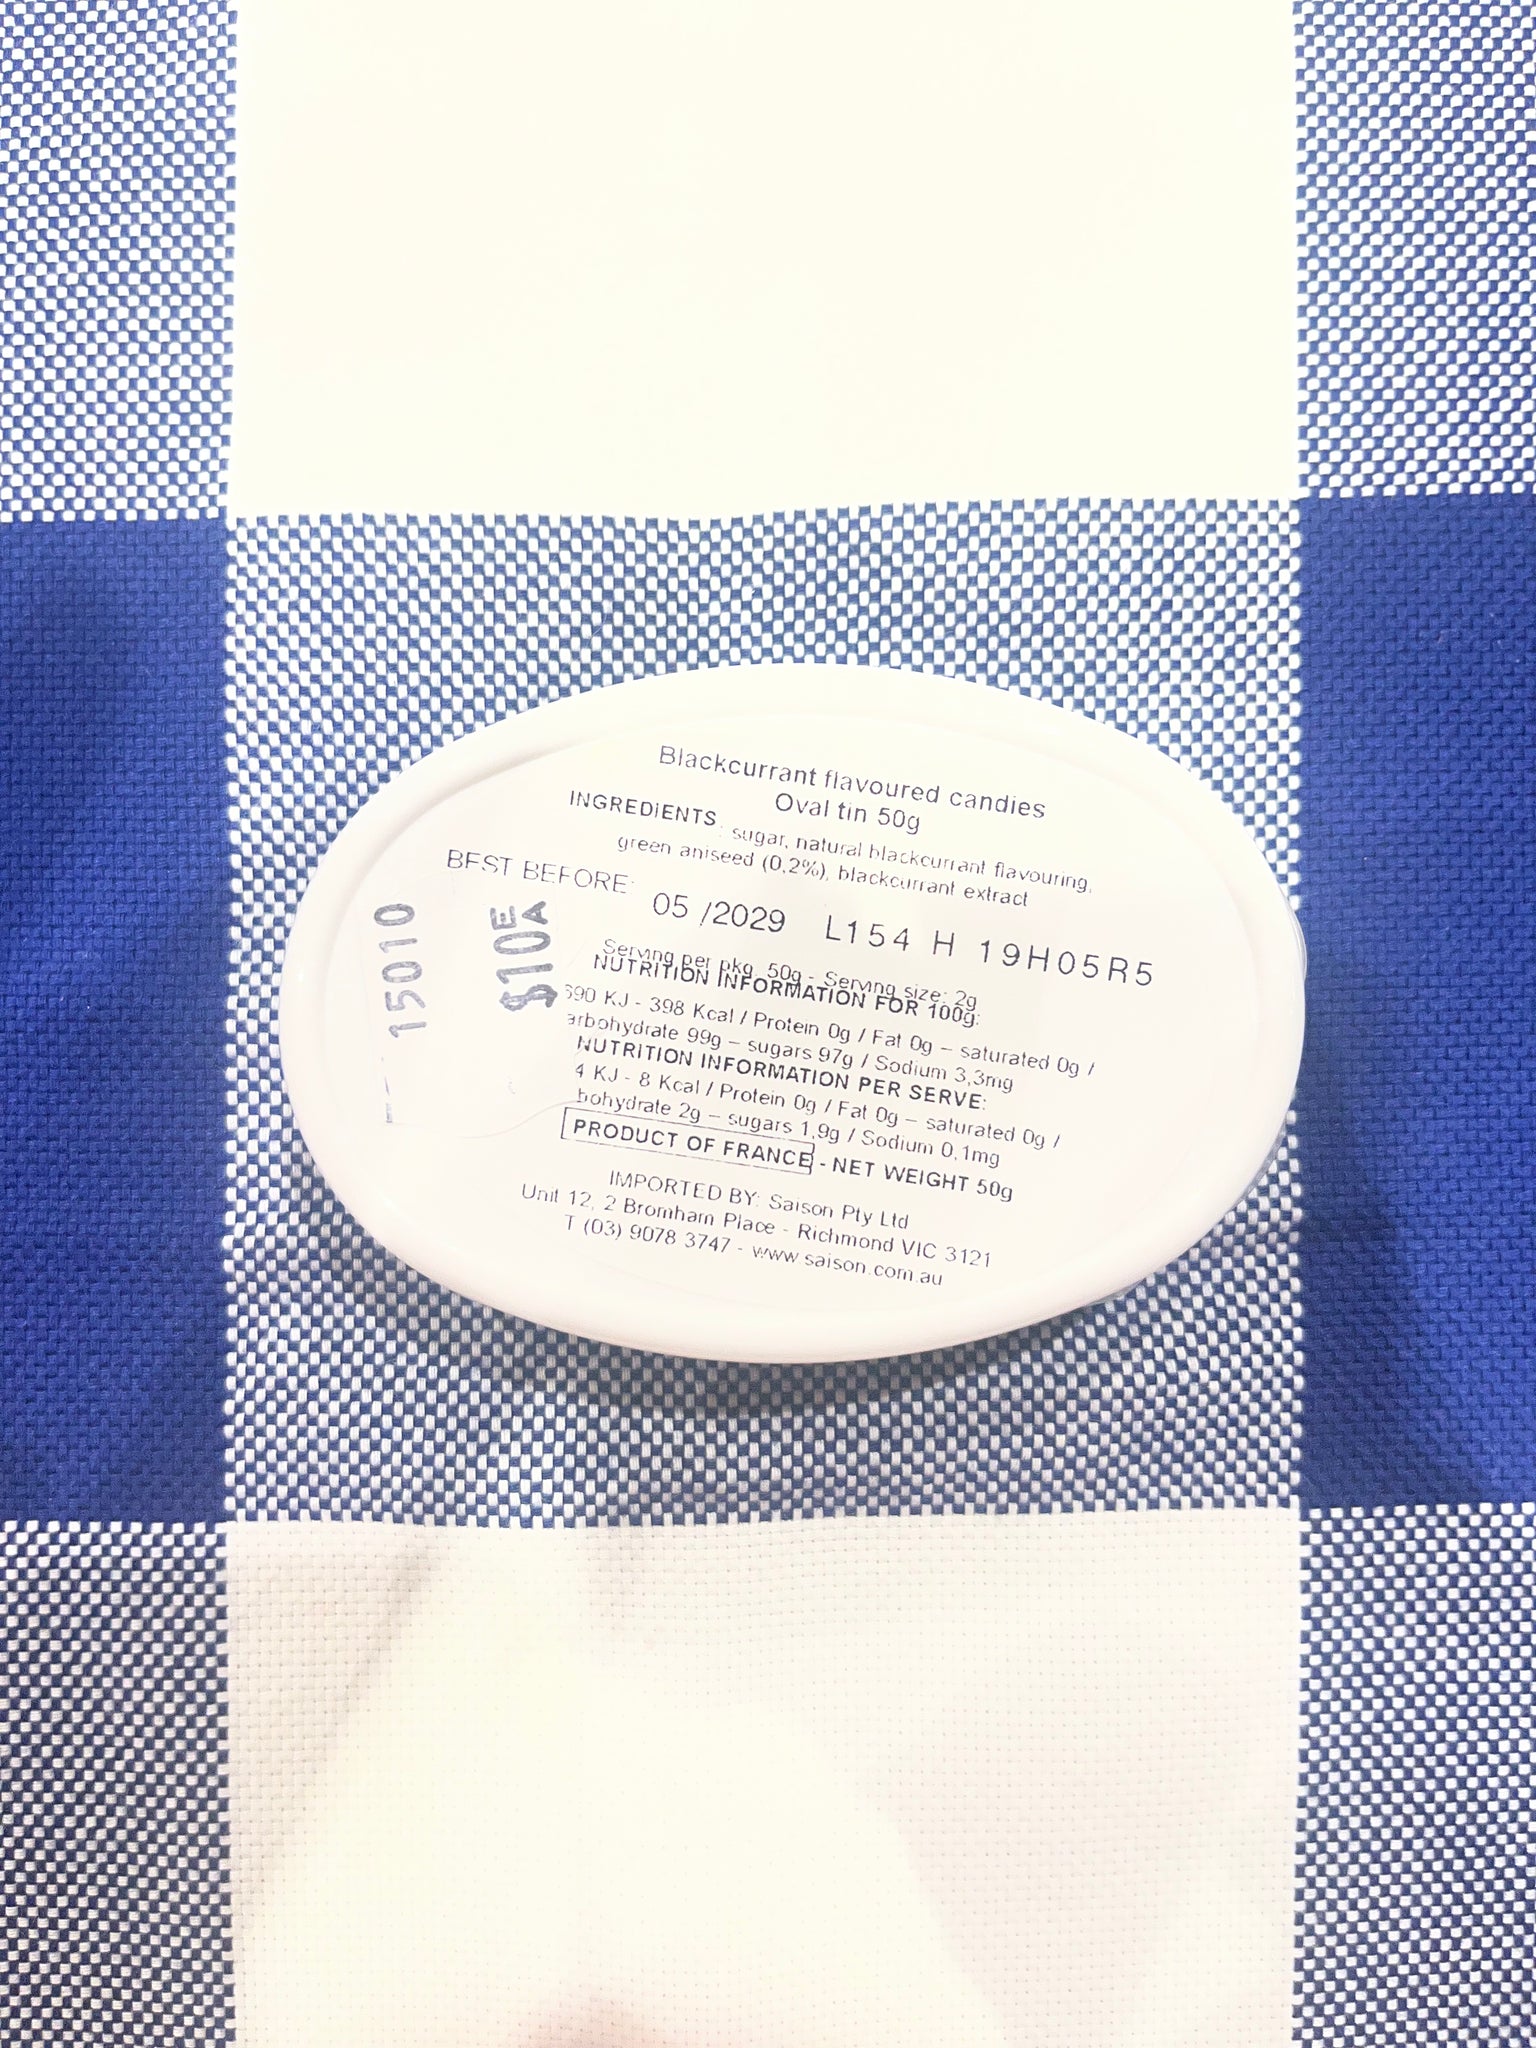 Blackcurrant flavoured candies
Oval tin 50g
INGREDIENTS: sugar, natural blackcurrant flavouring,
green aniseed (0,2%), blackcurrant extract
BEST BEFORE: 05 /2029 L154 H 19H05R5
Serving per pkg. 50g - Serving size: 2g
NUTRITION INFORMATION FOR 100g:
690 KJ - 398 Kcal / Protein 0g / Fat 0g – saturated 0g /
arbohydrate 99g – sugars 97g / Sodium 3,3mg
NUTRITION INFORMATION PER SERVE:
4 KJ - 8 Kcal / Protein 0g / Fat 0g – saturated 0g /
bohydrate 2g – sugars 1,9g / Sodium 0,1mg
PRODUCT OF FRANCE - NET WEIGHT 50g
IMPORTED BY: Saison Pty Ltd
Unit 12, 2 Bromham Place - Richmond VIC 3121
T (03) 9078 3747 - www.saison.com.au
15010
$10EA